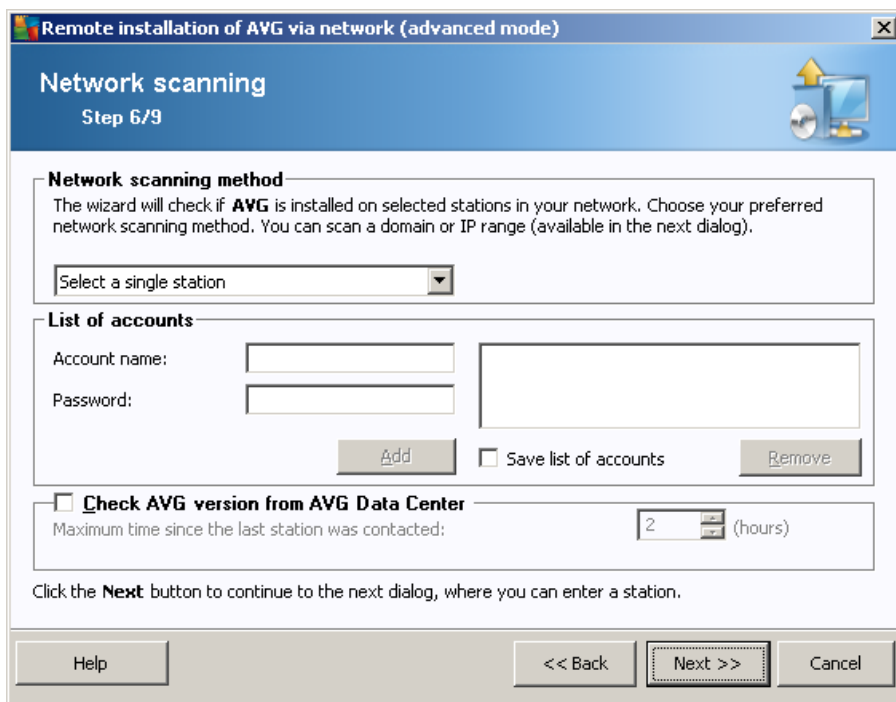 Remote installation of AVG via network (advanced mode)
Network scanning
Step 6/9
Network scanning method
The wizard will check if AVG is installed on selected stations in your network. Choose your preferred
network scanning method. You can scan a domain or IP range (available in the next dialog).
Select a single station
List of accounts
Account name:
Password:
Add
Save list of accounts
Remove
Check AVG version from AVG Data Center
Maximum time since the last station was contacted:
2
(hours)
Click the Next button to continue to the next dialog, where you can enter a station.
Help
<< Back
Next >>
Cancel